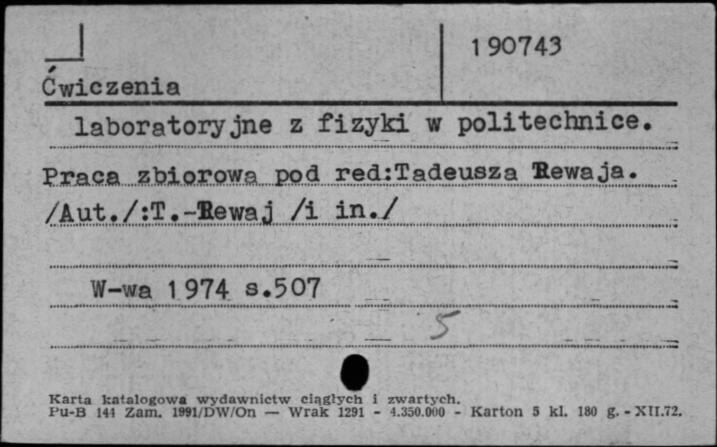 190743
Ćwiczenia
laboratoryjne z fizyki w politechnice.
Praca zbiorowa pod red:Tadeusza Rewaja.
/Aut./:T.-Rewaj /i in./
W-wa 1974 s.507
5
Karta katalogowa wydawnictw ciągłych i zwartych.
Pu-B 144 Zam. 1991/DW/On — Wrak 1291 - 4.350.000 - Karton 5 kl. 180 g. - XII.72.